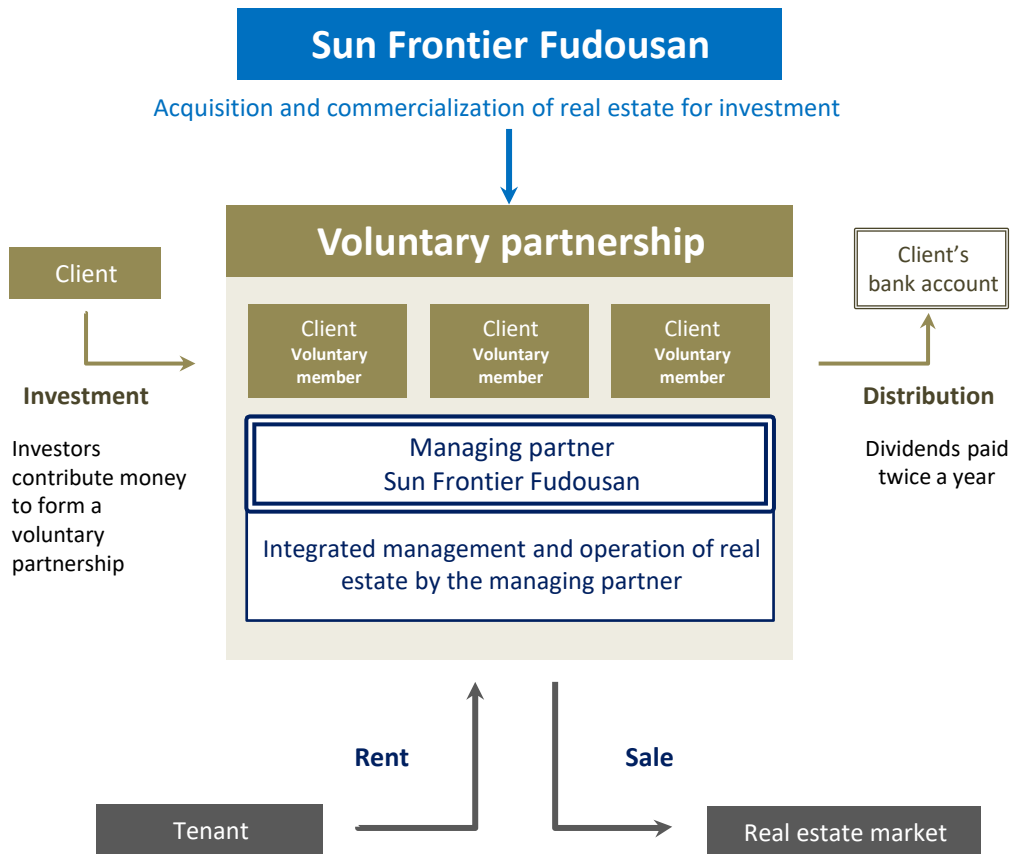 Sun Frontier Fudousan
Acquisition and commercialization of real estate for investment
Voluntary partnership
Client
Client's
bank account
Client
Voluntary
member
Client
Voluntary
member
Client
Voluntary
member
Investment
Investors
contribute money
to form a
voluntary
partnership
Distribution
Dividends paid
twice a year
Managing partner
Sun Frontier Fudousan
Integrated management and operation of real
estate by the managing partner
Rent
Sale
Tenant
Real estate market